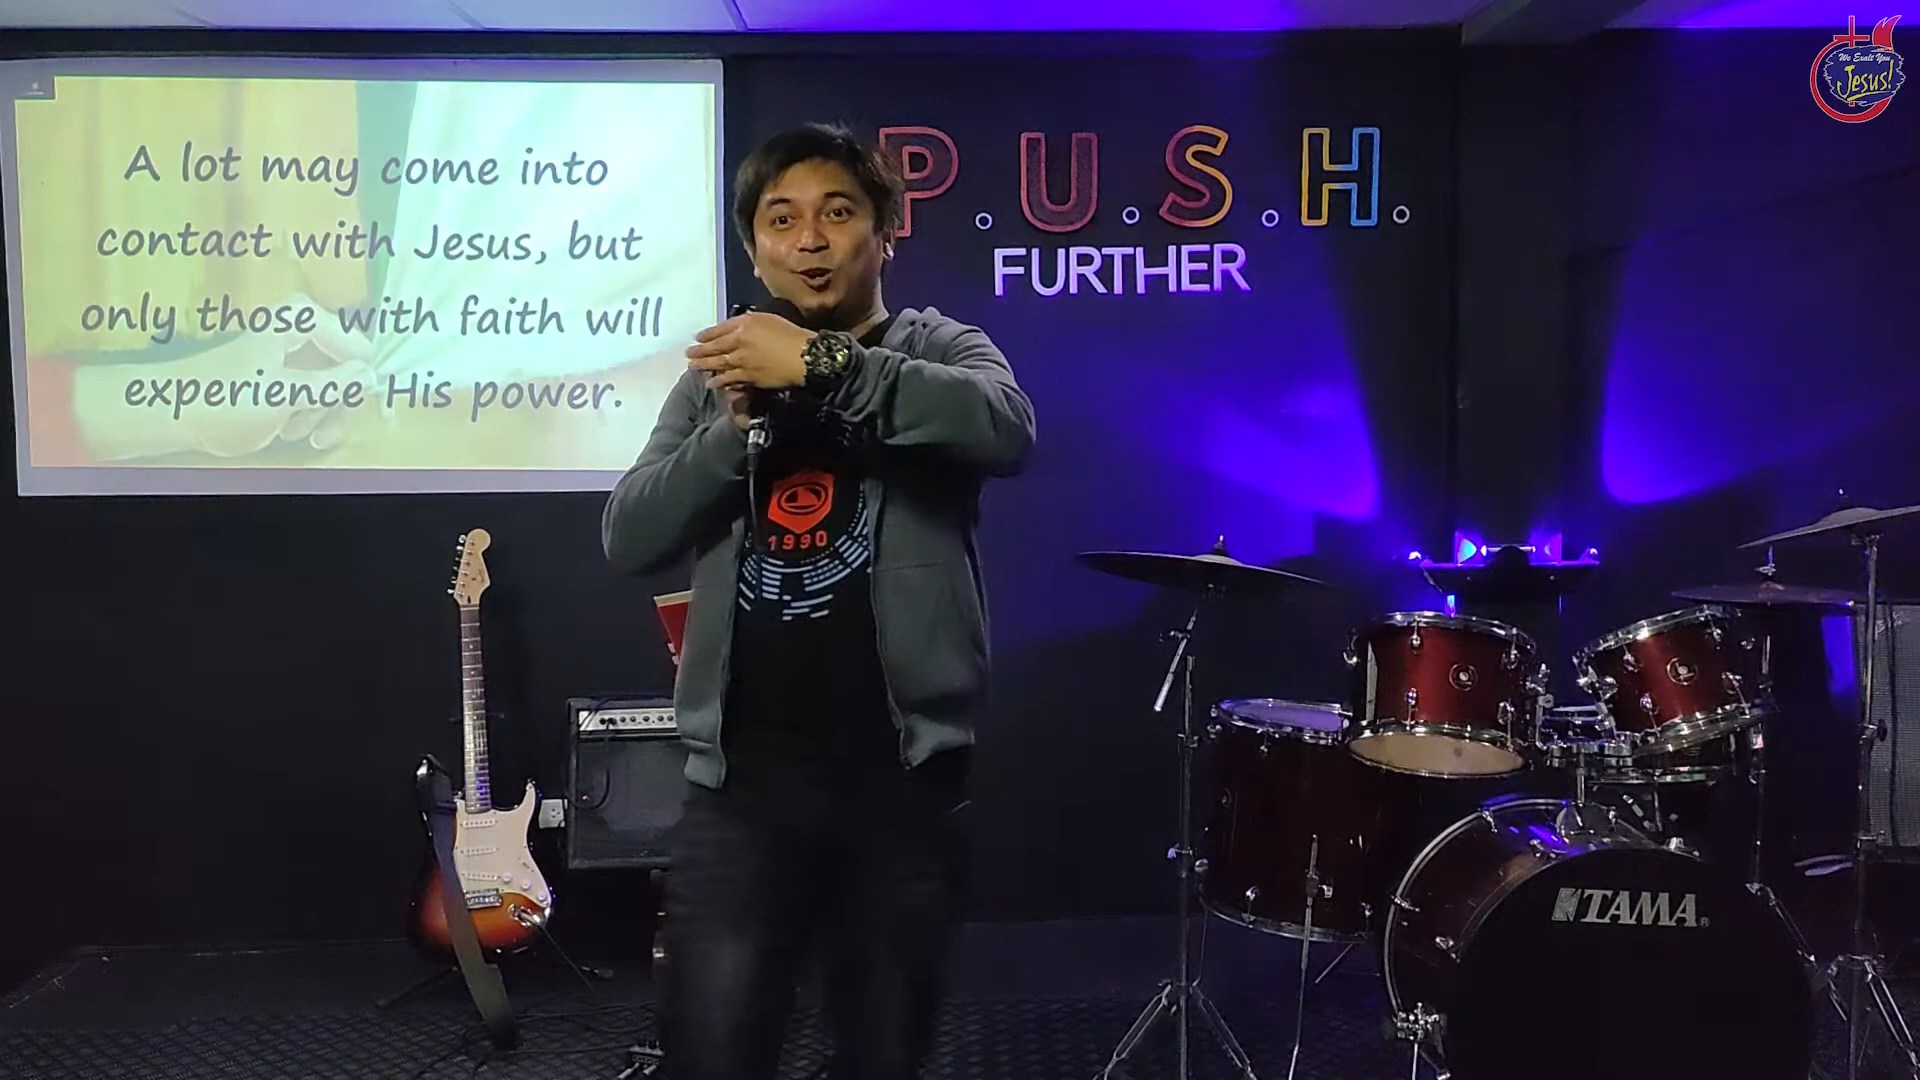 A lot may come into
contact with Jesus, but
only those with faith will
experience His power.
P.U.S.H.
FURTHER
We Exalt You
Jesus!
1990
TAMA